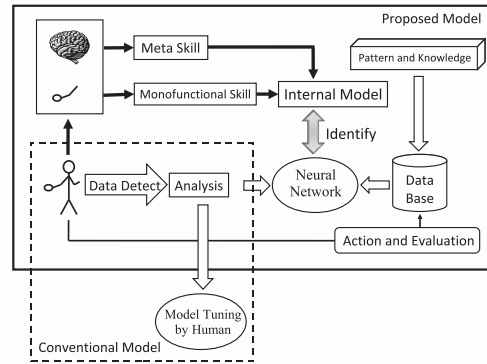 Proposed Model
Meta Skill
Pattern and Knowledge
Monofunctional Skill
Internal Model
Identify
Data Detect
Analysis
Neural
Network
Data
Base
Action and Evaluation
Model Tuning
by Human
Conventional Model